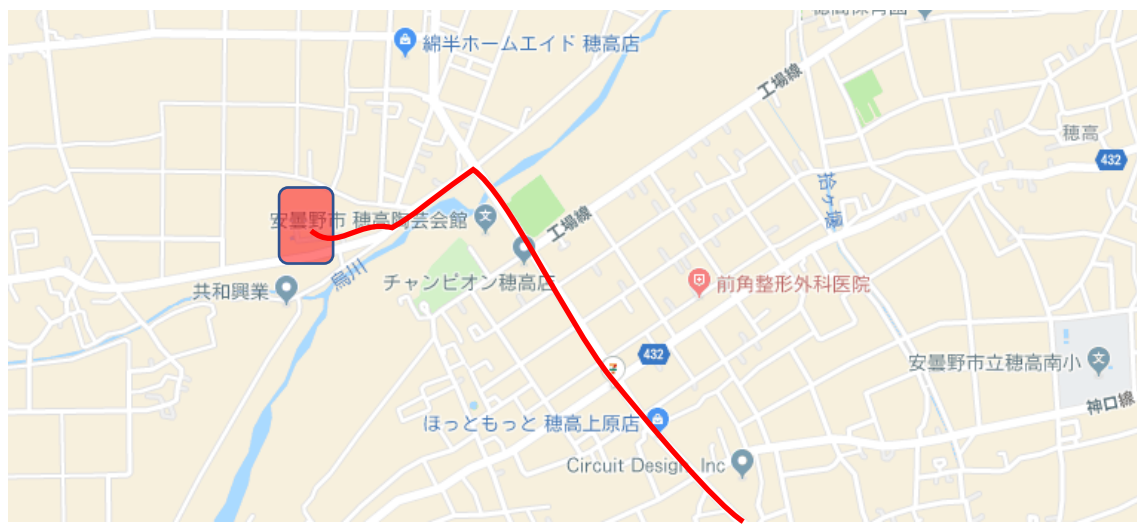 綿半ホームエイド 穂高店
工場線
穂高
432
拾ヶ堰
安曇野市 穂高陶芸会館
文
工場線
烏川
チャンピオン穂高店
共和興業
前角整形外科医院
432
安曇野市立穂高南小
文
神口線
ほっともっと 穂高上原店
Circuit Design, Inc